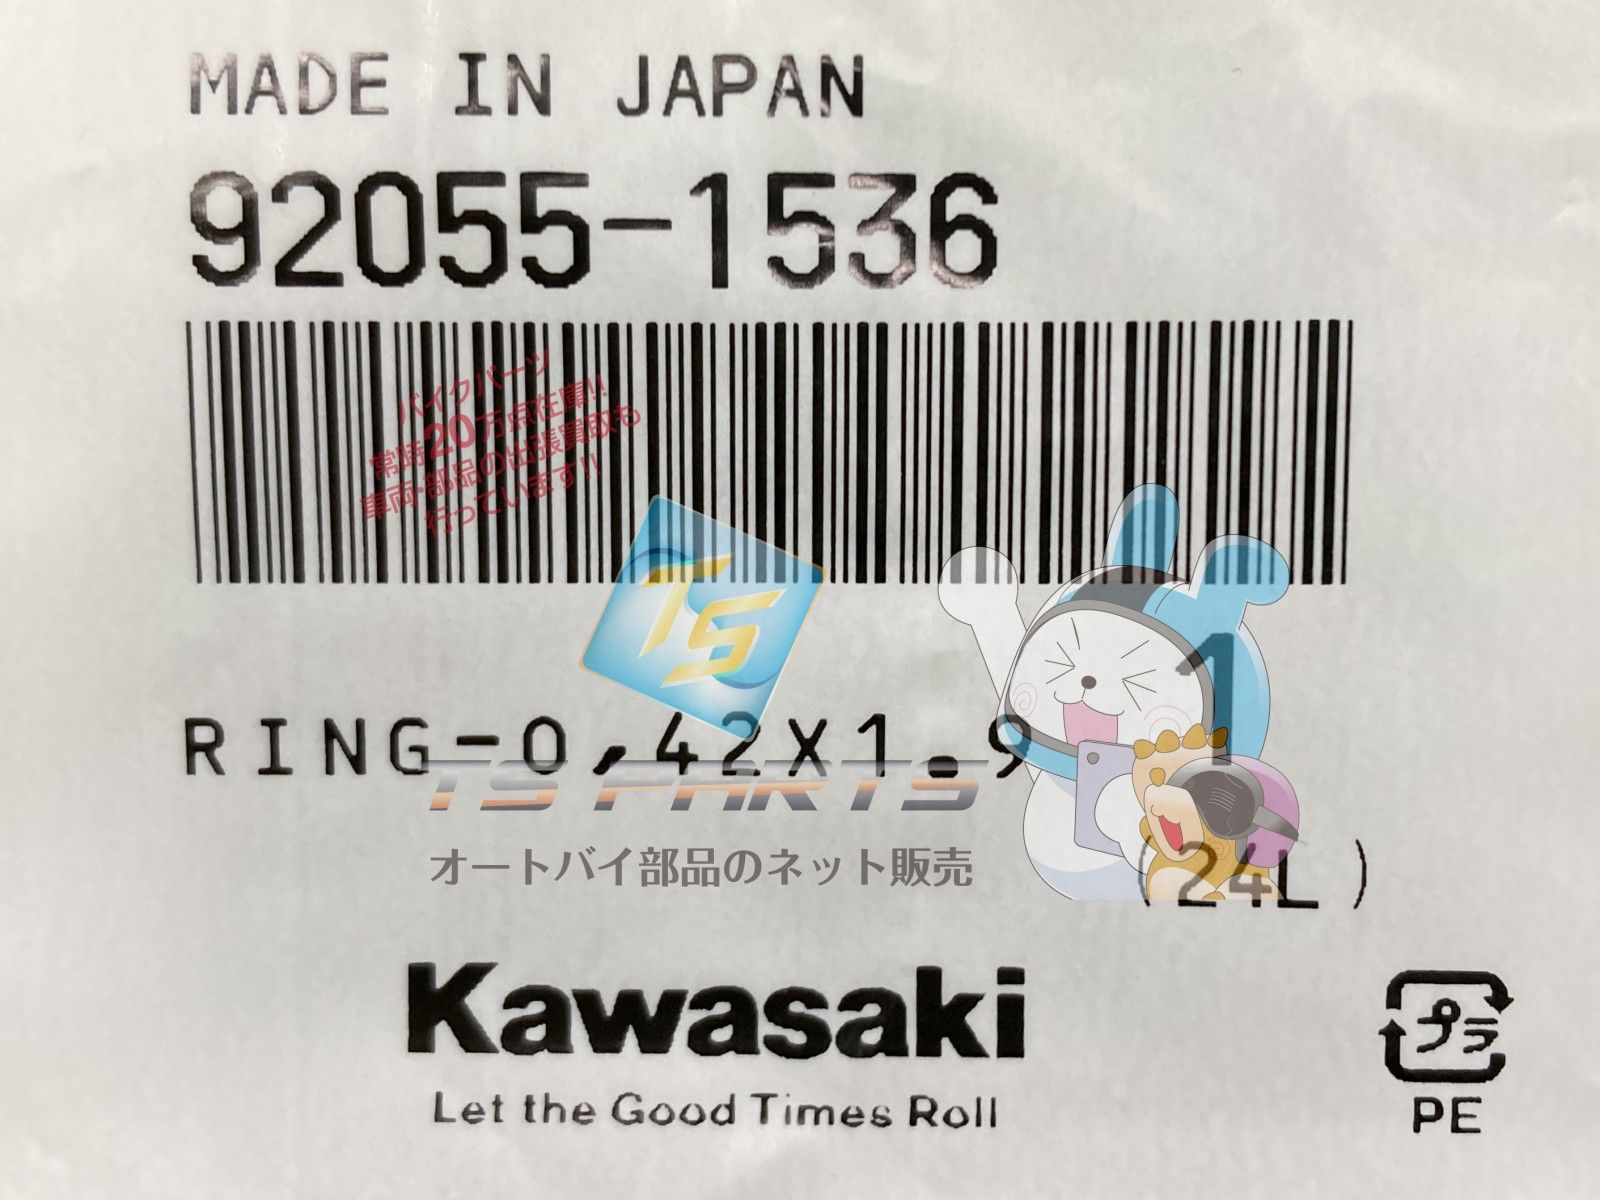 MADE IN JAPAN
92055-1536
バイクパーツ
常時20万点在庫!!
車両・部品の出張買取も
行っています!!
TS
1
RING-O,42X1.9
TS PARTS
オートバイ部品のネット販売
(24L)
Kawasaki
Let the Good Times Roll
プラ
PE